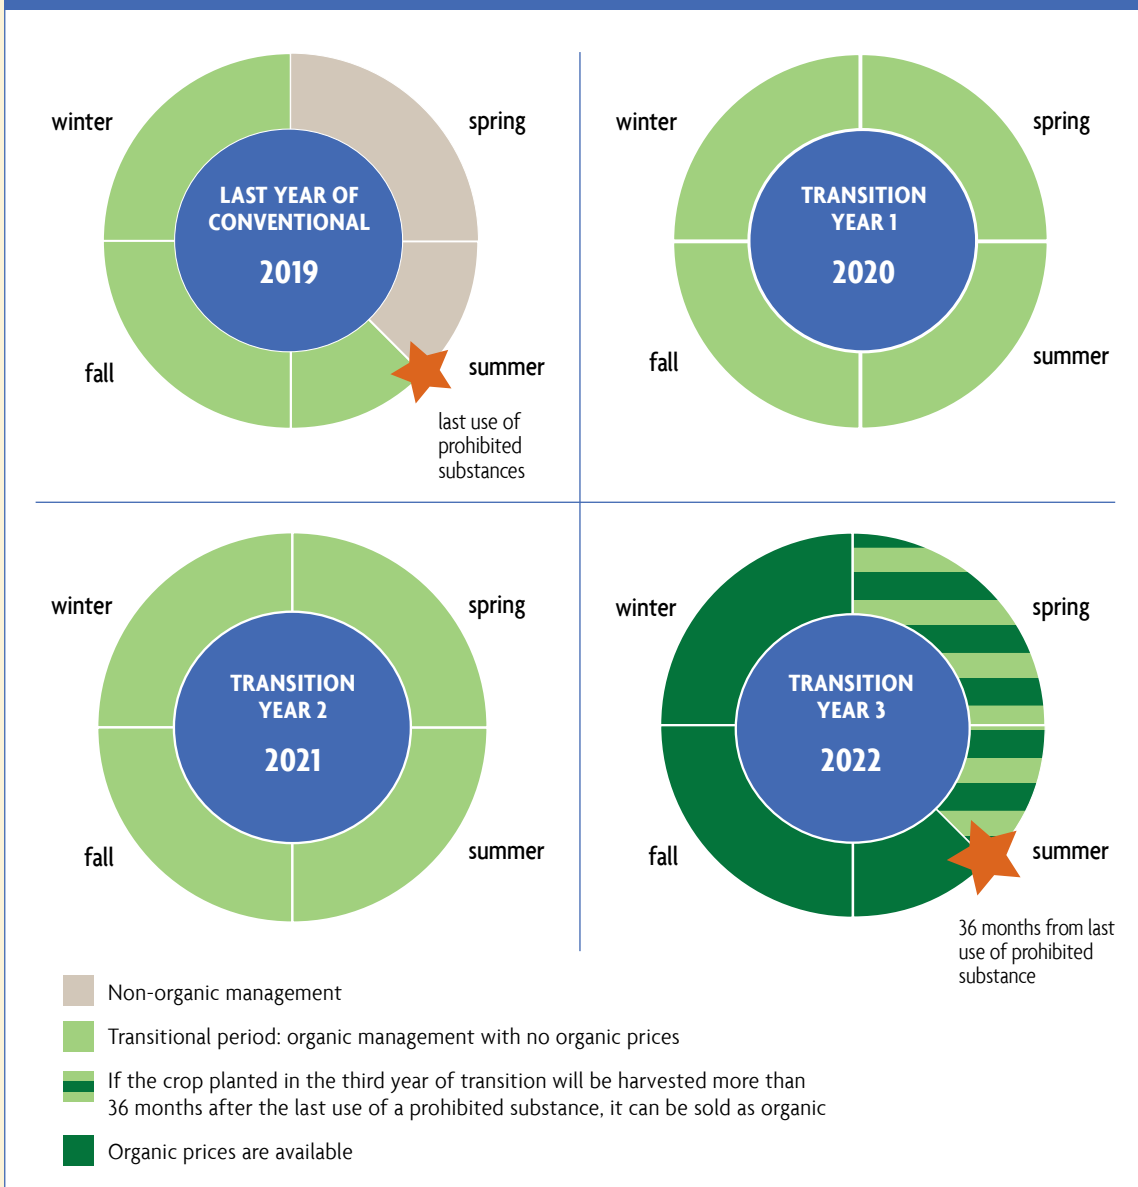 winter
spring
LAST YEAR OF
CONVENTIONAL
2019
fall
summer
last use of
prohibited
substances
winter
spring
TRANSITION
YEAR 1
2020
fall
summer
winter
spring
TRANSITION
YEAR 2
2021
fall
summer
winter
spring
TRANSITION
YEAR 3
2022
fall
summer
36 months from last
use of prohibited
substance
Non-organic management
Transitional period: organic management with no organic prices
If the crop planted in the third year of transition will be harvested more than
36 months after the last use of a prohibited substance, it can be sold as organic
Organic prices are available